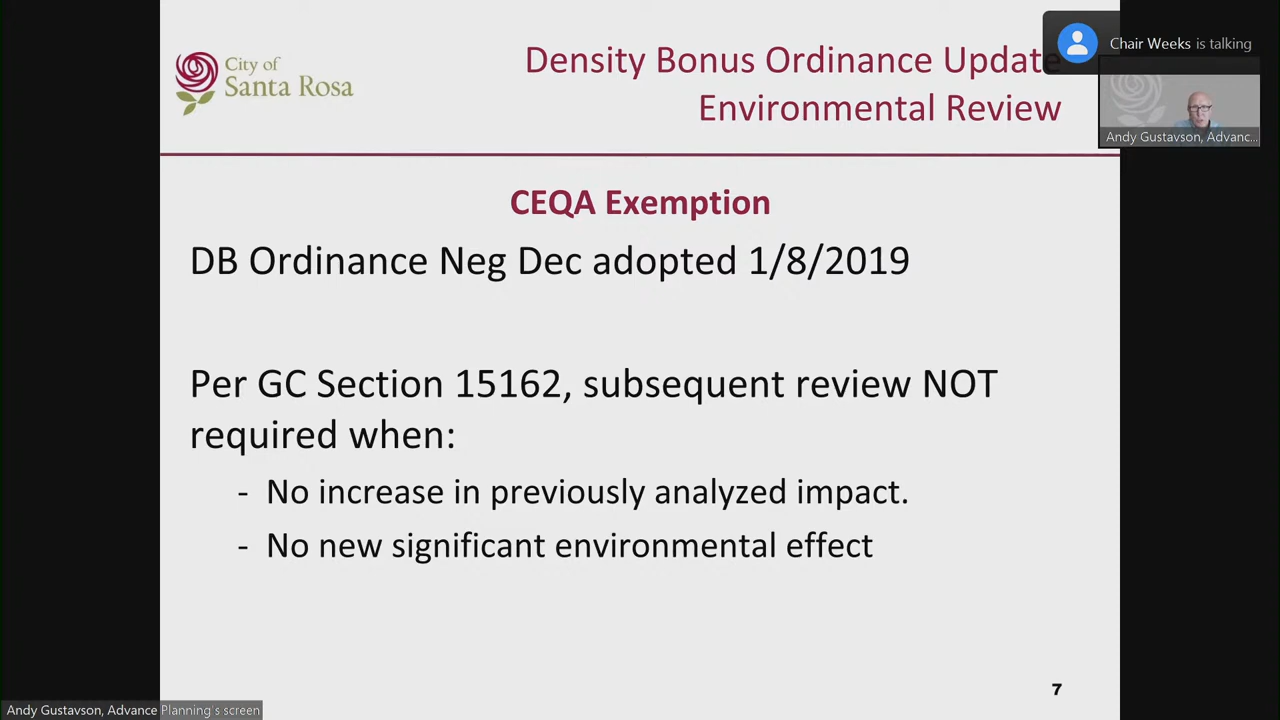 City of
Santa Rosa
Density Bonus Ordinance Update
Environmental Review
Chair Weeks is talking
Andy Gustavson, Advanc...
CEQA Exemption
DB Ordinance Neg Dec adopted 1/8/2019
Per GC Section 15162, subsequent review NOT
required when:
- No increase in previously analyzed impact.
- No new significant environmental effect
7
Andy Gustavson, Advance Planning's screen